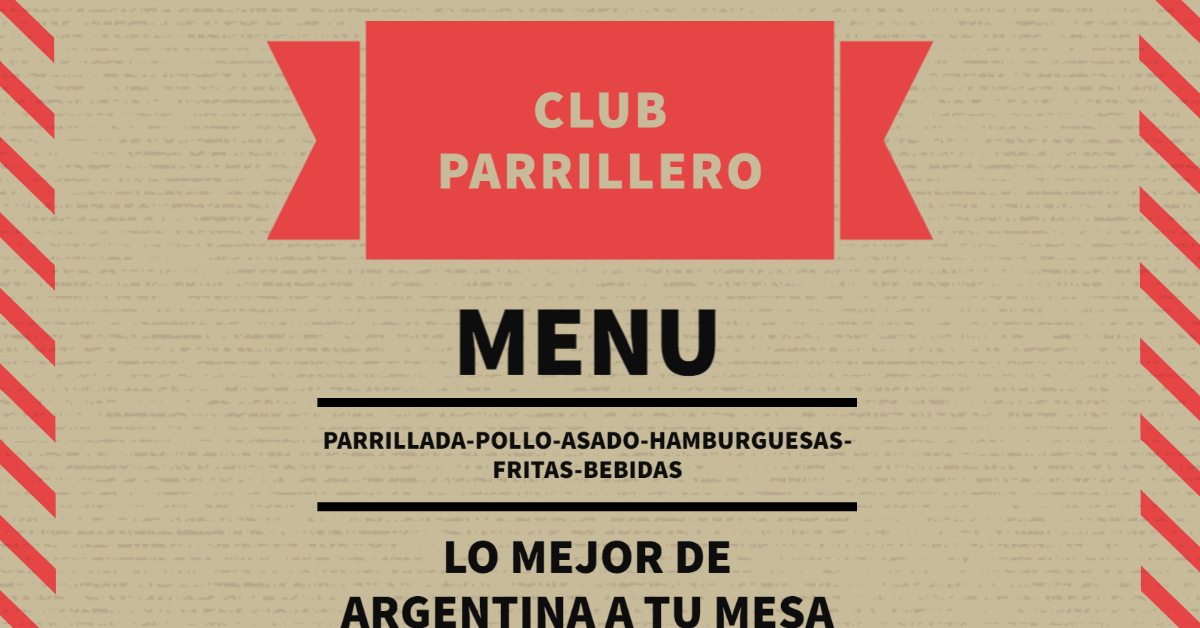 CLUB
PARRILLERO
MENU
PARRILLADA-POLLO-ASADO-HAMBURGUESAS-
FRITAS-BEBIDAS
LO MEJOR DE
ARGENTINA A TU MESA